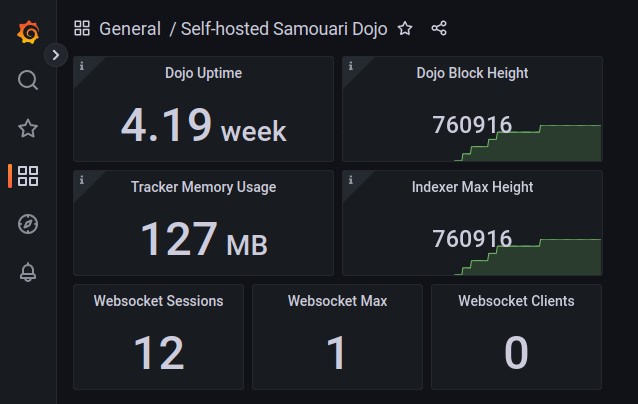 General / Self-hosted Samouari Dojo
Dojo Uptime
4.19 week
Dojo Block Height
760916
Tracker Memory Usage
127 MB
Indexer Max Height
760916
Websocket Sessions
12
Websocket Max
1
Websocket Clients
0